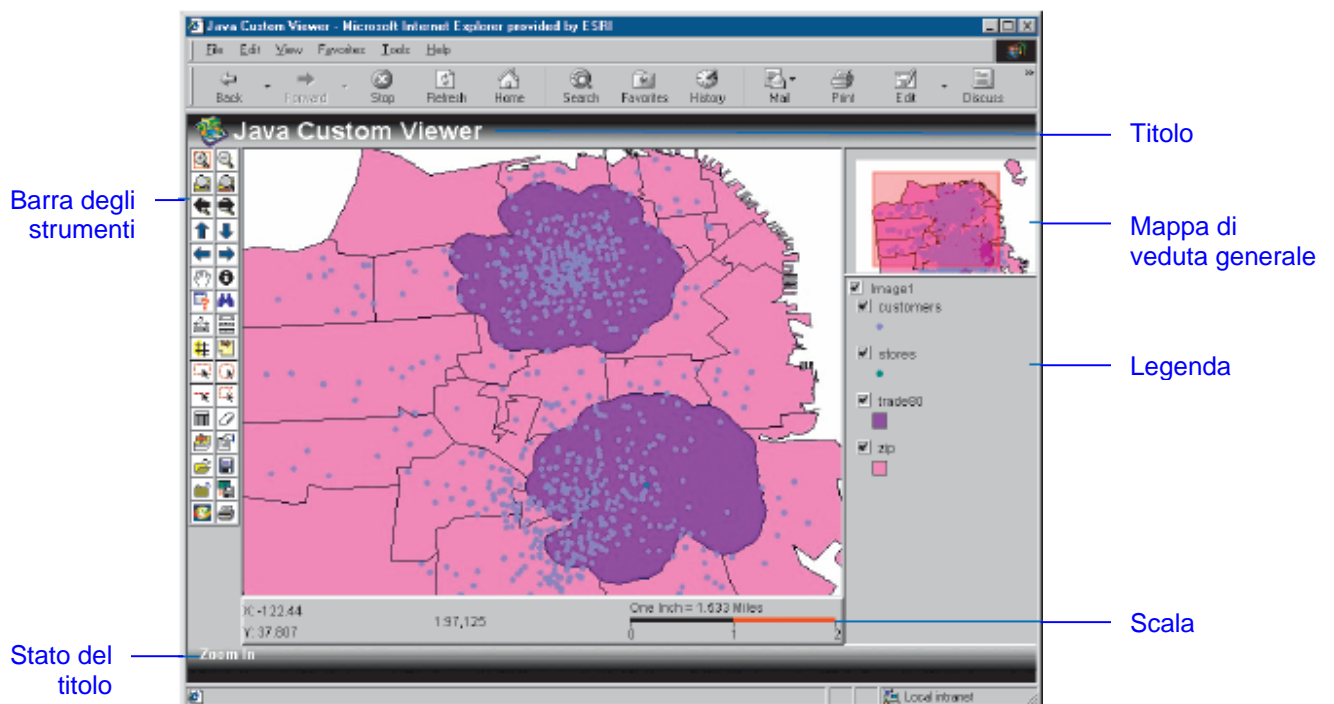 Java Custom Viewer - Microsoft Internet Explorer provided by ESRI
File Edit View Favorites Tools Help
Back Forward Stop Refresh Home Search Favorites History Mail Print Edit Discuss
Java Custom Viewer
Titolo
Barra degli
strumenti
Mappa di
veduta generale
Image1
customers
stores
trade80
zip
Legenda
X: -122.44
Y: 37.807
1:97,125
One Inch = 1.633 Miles
0 1 2
Scala
Zoom In
Stato del
titolo
Local intranet